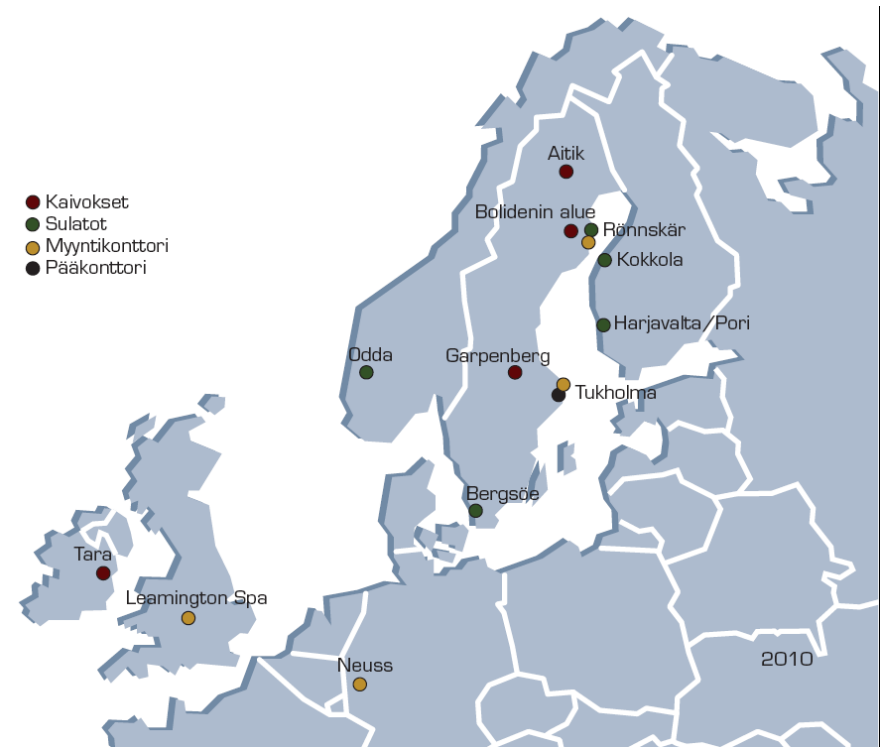 Aitik
Kaivokset
Sulatot
Myyntikonttori
Pääkonttori
Bolidenin alue
Rönnskär
Kokkola
Harjavalta/Pori
Odda
Garpenberg
Tukholma
Bergsöe
Tara
Leamington Spa
Neuss
2010